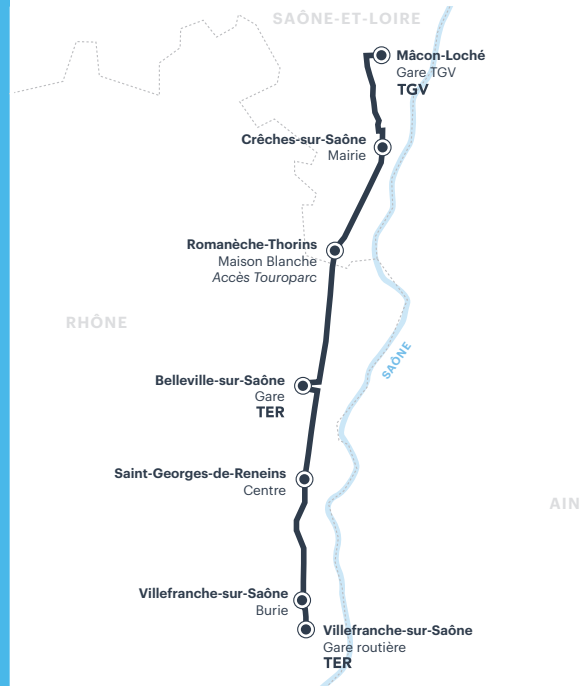 SAÔNE-ET-LOIRE
Mâcon-Loché
Gare TGV
TGV
Crêches-sur-Saône
Mairie
Romanèche-Thorins
Maison Blanche
Accès Touroparc
RHÔNE
SAÔNE
Belleville-sur-Saône
Gare
TER
Saint-Georges-de-Reneins
Centre
AIN
Villefranche-sur-Saône
Burie
Villefranche-sur-Saône
Gare routière
TER